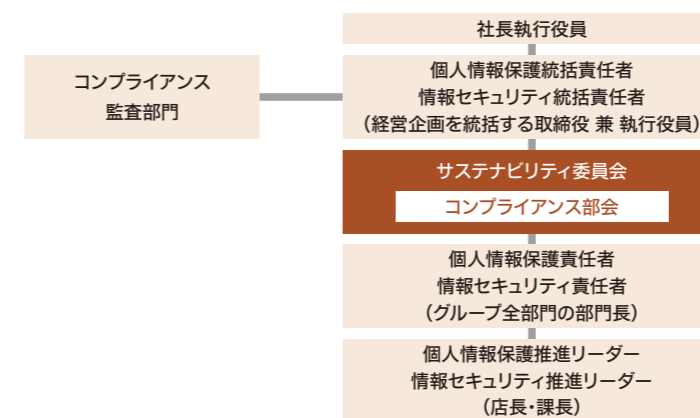 社長執行役員
コンプライアンス
監査部門
個人情報保護統括責任者
情報セキュリティ統括責任者
（経営企画を統括する取締役 兼 執行役員）
サステナビリティ委員会
コンプライアンス部会
個人情報保護責任者
情報セキュリティ責任者
（グループ全部門の部門長）
個人情報保護推進リーダー
情報セキュリティ推進リーダー
（店長・課長）